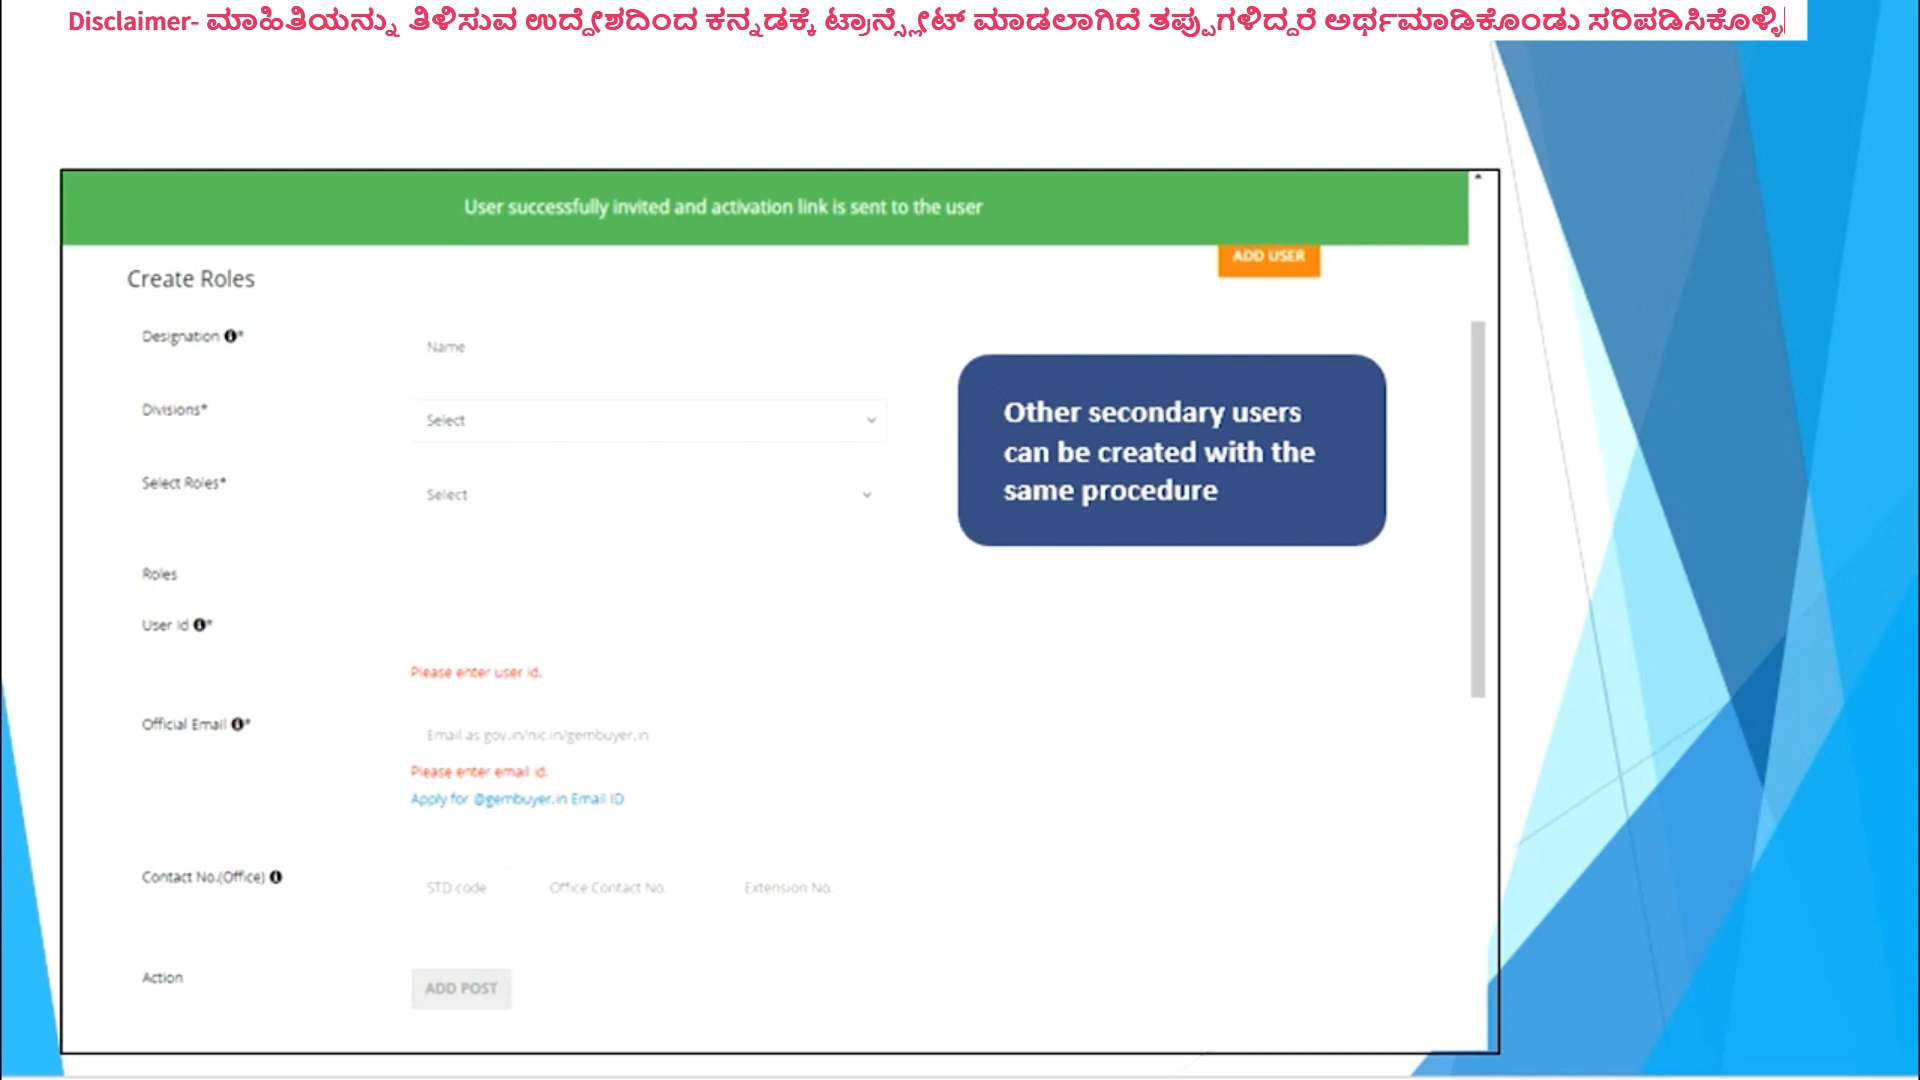 Disclaimer- ಮಾಹಿತಿಯನ್ನು ತಿಳಿಸುವ ಉದ್ದೇಶದಿಂದ ಕನ್ನಡಕ್ಕೆ ಟ್ರಾನ್ಸ್ಲೇಟ್ ಮಾಡಲಾಗಿದೆ ತಪ್ಪುಗಳಿದ್ದರೆ ಅರ್ಥಮಾಡಿಕೊಂಡು ಸರಿಪಡಿಸಿಕೊಳ್ಳಿ
User successfully invited and activation link is sent to the user
ADD USER
Create Roles
Designation *
Name
Divisions*
Select
Other secondary users
can be created with the
same procedure
Select Roles*
Select
Roles
User Id *
Please enter user id.
Official Email *
Email as gov.in/nic.in/gembuyer.in
Please enter email id.
Apply for @gembuyer.in Email ID
Contact No.(Office)
STD code Office Contact No. Extension No.
Action
ADD POST